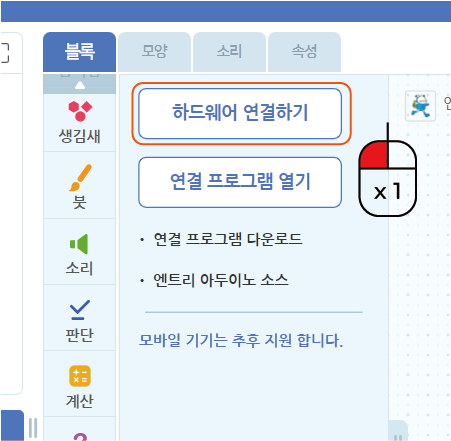 블록
모양
소리
속성
생김새
붓
소리
판단
계산
하드웨어 연결하기
연결 프로그램 열기
· 연결 프로그램 다운로드
· 엔트리 아두이노 소스
모바일 기기는 추후 지원 합니다.
x 1